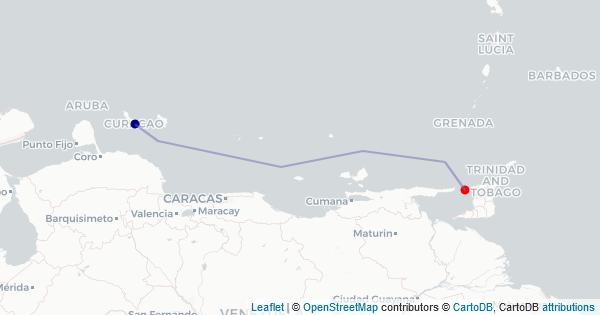 SAINT
LUCIA
BARBADOS
ARUBA
CURACAO
GRENADA
Punto Fijo
Coro
TRINIDAD
AND
TOBAGO
CARACAS
Cumana
Maracay
Barquisimeto
Valencia
Maturin
Mérida
San Fernando
VEN
Ciudad Guayana
Leaflet | © OpenStreetMap contributors © CartoDB, CartoDB attributions